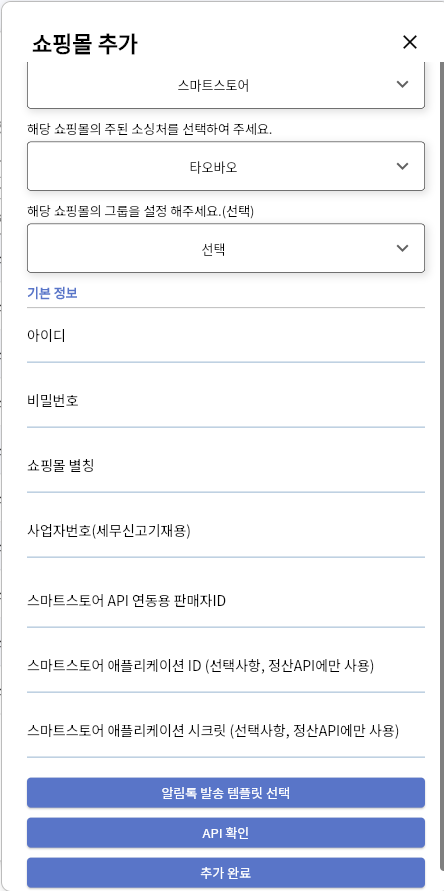 쇼핑몰 추가
스마트스토어
해당 쇼핑몰의 주된 소싱처를 선택하여 주세요.
타오바오
해당 쇼핑몰의 그룹을 설정 해주세요.(선택)
선택
기본 정보
아이디
비밀번호
쇼핑몰 별칭
사업자번호(세무신고기재용)
스마트스토어 API 연동용 판매자ID
스마트스토어 애플리케이션 ID (선택사항, 정산API에만 사용)
스마트스토어 애플리케이션 시크릿 (선택사항, 정산API에만 사용)
알림톡 발송 템플릿 선택
API 확인
추가 완료